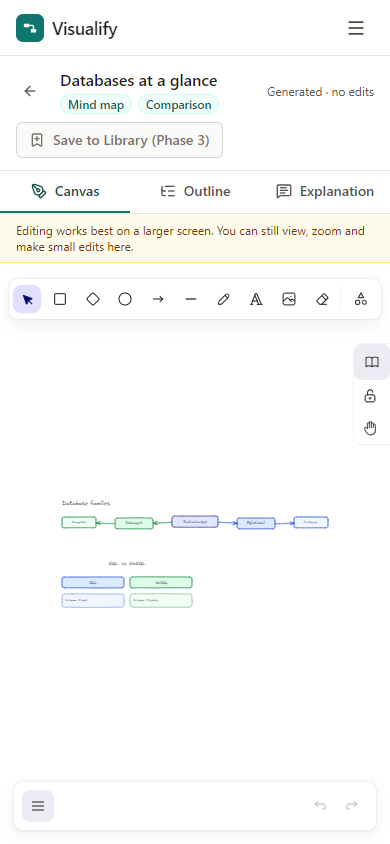 Visualify
Databases at a glance
Mind map Comparison
Generated · no edits
Save to Library (Phase 3)
Canvas Outline Explanation
Editing works best on a larger screen. You can still view, zoom and
make small edits here.
Database families
Databases
Relational
SQL vs NoSQL
SQL NoSQL